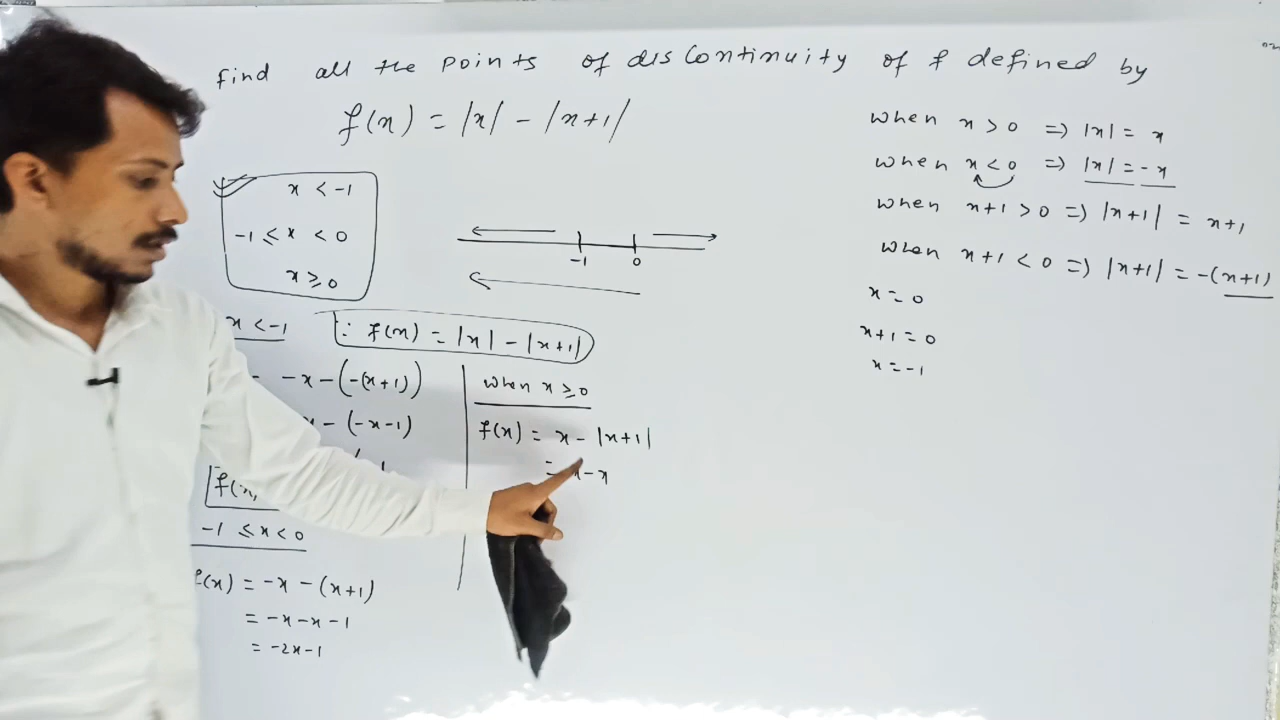 find all the points of discontinuity of f defined by
f(x) = |x| - |x+1|
x < -1
-1 ≤ x < 0
x ≥ 0
-1 0
x < -1
∵ f(x) = |x| - |x+1|
= -x - (-(x+1))
- (-x-1)
f(x)
-1 ≤ x < 0
f(x) = -x - (x+1)
= -x-x-1
= -2x-1
when x ≥ 0
f(x) = x - |x+1|
= x-x
when x > 0 => |x| = x
when x < 0 => |x| = -x
when x+1 > 0 => |x+1| = x+1
when x+1 < 0 => |x+1| = -(x+1)
x = 0
x+1 = 0
x = -1